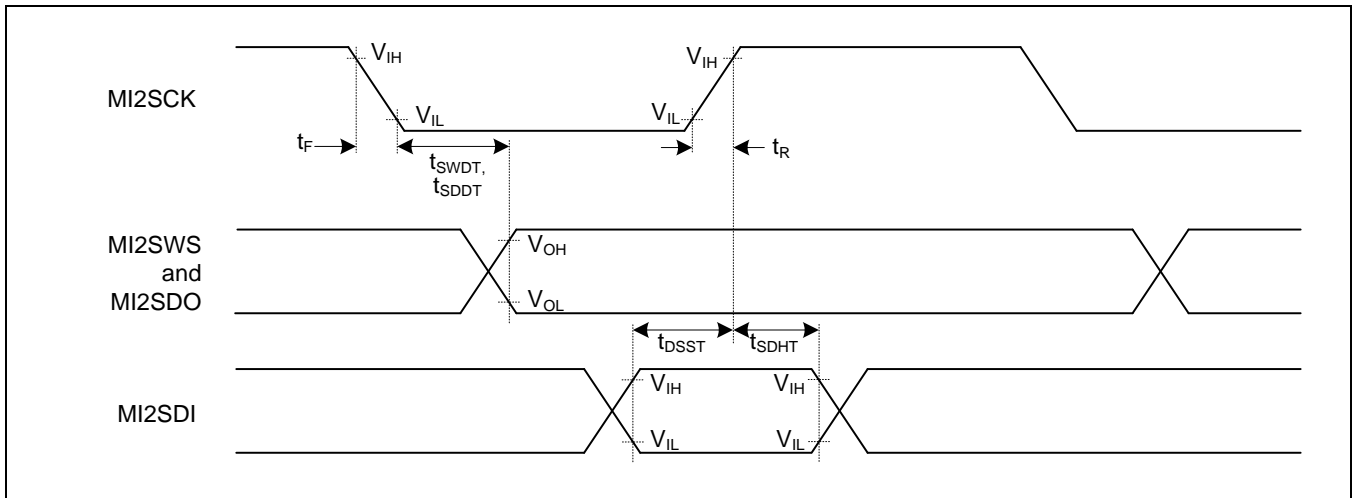 MI2SCK
VIH
VIL
tF
tSWDT,
tSDDT
VIH
VIL
tR
MI2SWS
and
MI2SDO
VOH
VOL
tDSST
tSDHT
MI2SDI
VIH
VIL
VIH
VIL